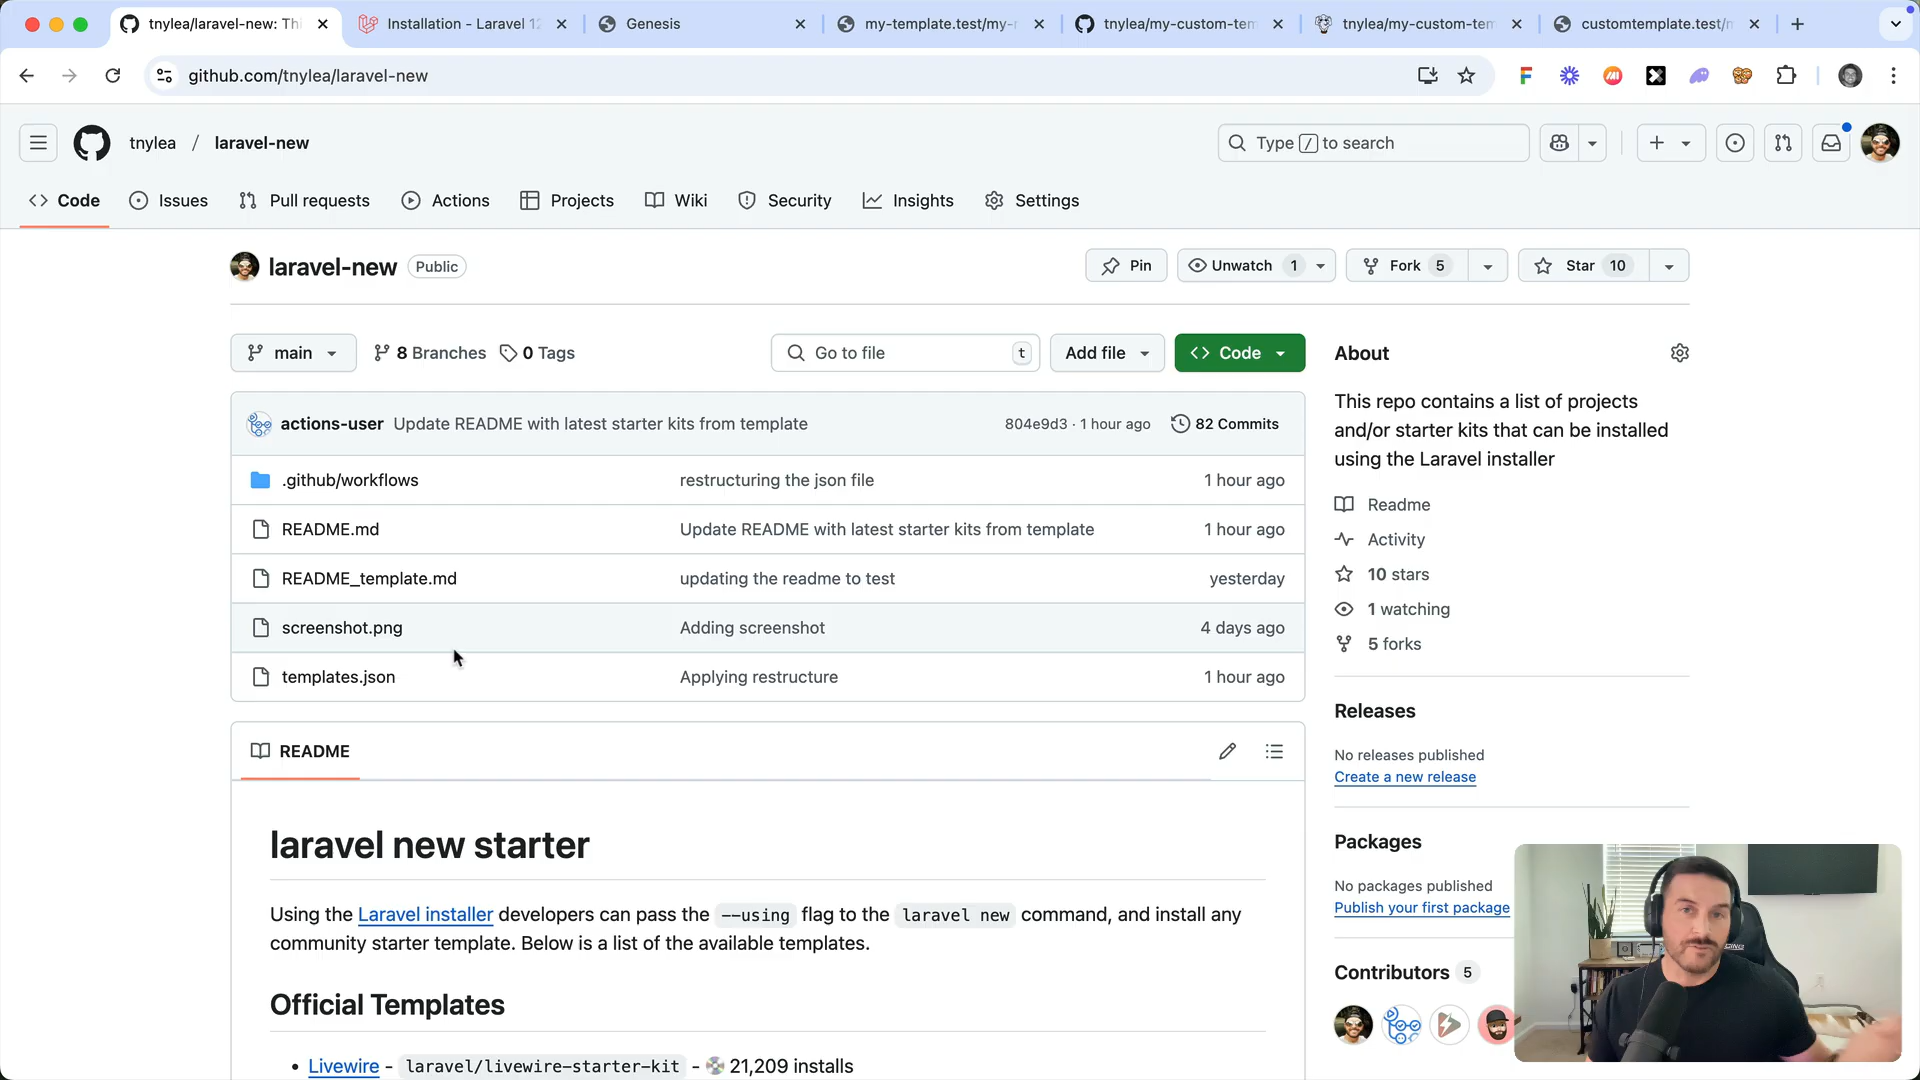 tnylea/laravel-new: Thi
Installation - Laravel 12
Genesis
my-template.test/my-
tnylea/my-custom-tem
tnylea/my-custom-tem
customtemplate.test/
github.com/tnylea/laravel-new
tnylea / laravel-new
Type / to search
Code
Issues
Pull requests
Actions
Projects
Wiki
Security
Insights
Settings
laravel-new Public
Pin
Unwatch 1
Fork 5
Star 10
main
8 Branches
0 Tags
Go to file t
Add file
Code
actions-user Update README with latest starter kits from template 804e9d3 · 1 hour ago 82 Commits
.github/workflows restructuring the json file 1 hour ago
README.md Update README with latest starter kits from template 1 hour ago
README_template.md updating the readme to test yesterday
screenshot.png Adding screenshot 4 days ago
templates.json Applying restructure 1 hour ago
README
laravel new starter
Using the Laravel installer developers can pass the --using flag to the laravel new command, and install any
community starter template. Below is a list of the available templates.
Official Templates
• Livewire - laravel/livewire-starter-kit - 21,209 installs
About
This repo contains a list of projects
and/or starter kits that can be installed
using the Laravel installer
Readme
Activity
10 stars
1 watching
5 forks
Releases
No releases published
Create a new release
Packages
No packages published
Publish your first package
Contributors 5